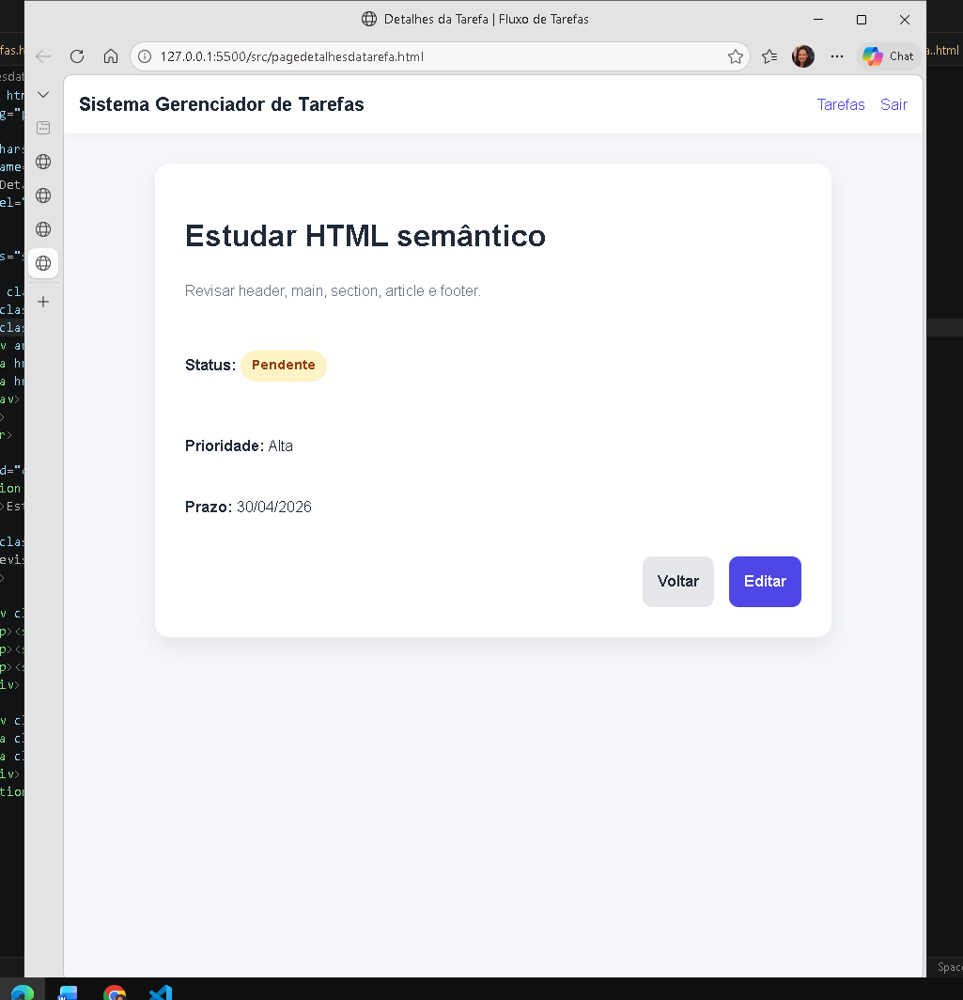 Detalhes da Tarefa | Fluxo de Tarefas
127.0.0.1:5500/src/pagedetalhesdatarefa.html
Chat
Sistema Gerenciador de Tarefas
Tarefas Sair
Estudar HTML semântico
Revisar header, main, section, article e footer.
Status: Pendente
Prioridade: Alta
Prazo: 30/04/2026
Voltar Editar